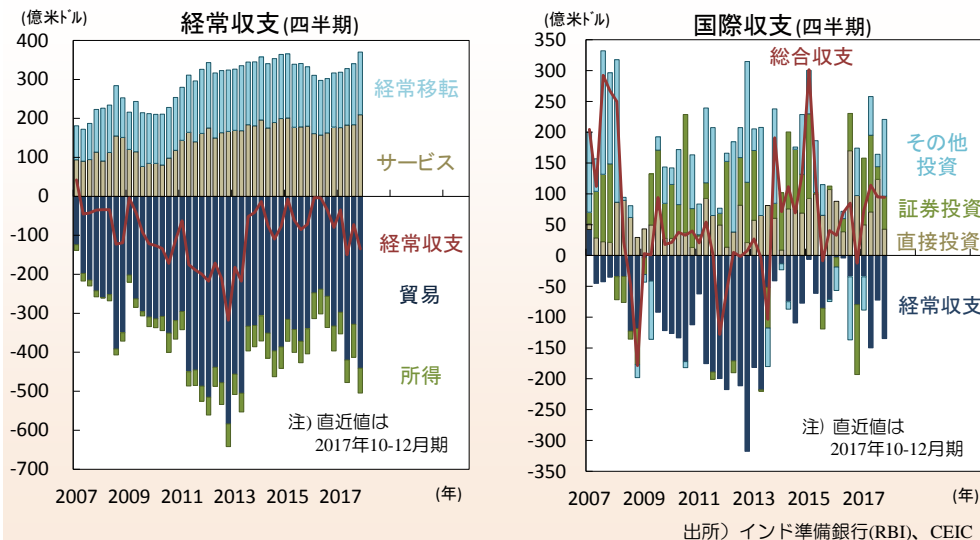 経常収支(四半期)
(億米ドル)
400
300
200
100
0
-100
-200
-300
-400
-500
-600
-700
経常移転
サービス
経常収支
貿易
所得
注) 直近値は
2017年10-12月期
2007 2009 2011 2013 2015 2017 (年)
国際収支(四半期)
(億米ドル)
350
300
250
200
150
100
50
0
-50
-100
-150
-200
-250
-300
-350
総合収支
その他
投資
証券投資
直接投資
経常収支
注) 直近値は
2017年10-12月期
2007 2009 2011 2013 2015 2017 (年)
出所）インド準備銀行(RBI)、CEIC